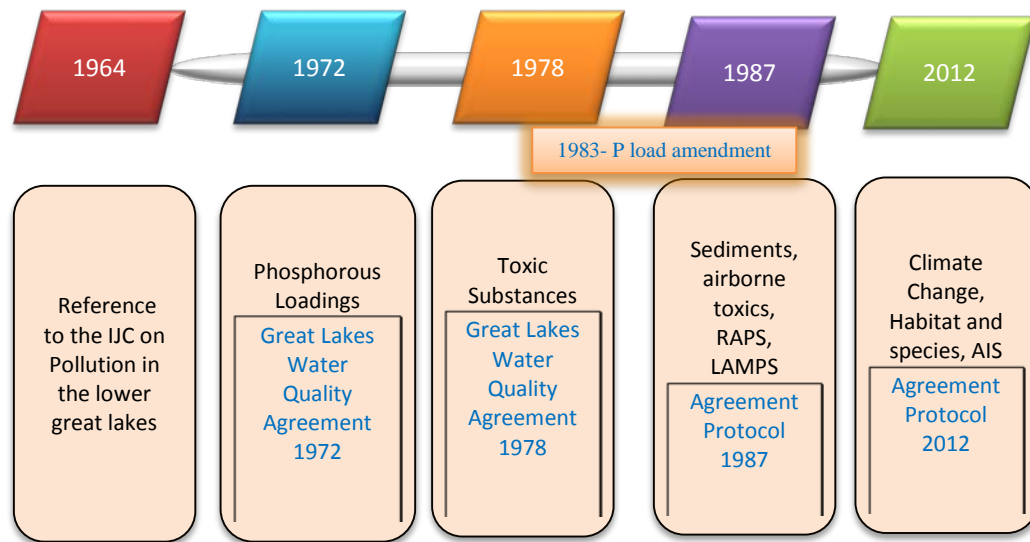 1964
1972
1978
1987
2012
1983- P load amendment
Reference
to the IJC on
Pollution in
the lower
great lakes
Phosphorous
Loadings
Great Lakes
Water
Quality
Agreement
1972
Toxic
Substances
Great Lakes
Water
Quality
Agreement
1978
Sediments,
airborne
toxics,
RAPS,
LAMPS
Agreement
Protocol
1987
Climate
Change,
Habitat and
species, AIS
Agreement
Protocol
2012